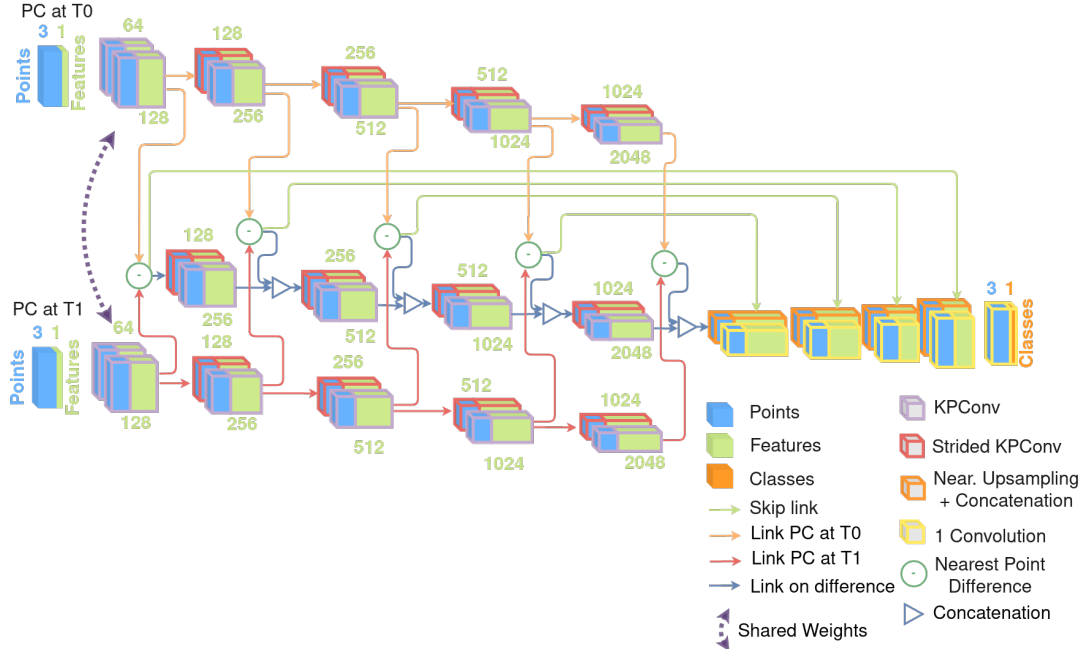 PC at T0
3 1
Points
Features
64
128
128
256
256
512
512
1024
1024
2048
128
256
256
512
512
1024
1024
2048
3 1
Classes
PC at T1
3 1
Points
Features
64
128
128
256
256
512
512
1024
1024
2048
Points
Features
Classes
Skip link
Link PC at T0
Link PC at T1
Link on difference
Shared Weights
KPConv
Strided KPConv
Near. Upsampling
+ Concatenation
1 Convolution
Nearest Point
Difference
Concatenation
-
-
-
-
-
-